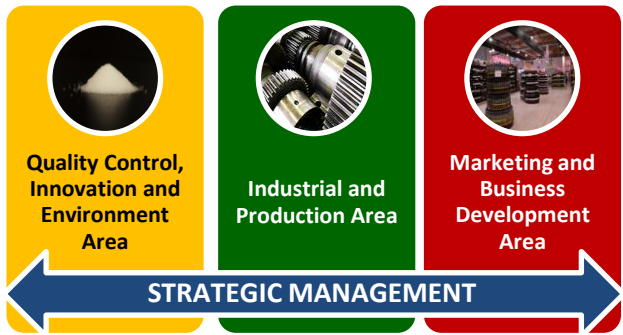 Quality Control,
Innovation and
Environment
Area
Industrial and
Production Area
Marketing and
Business
Development
Area
STRATEGIC MANAGEMENT